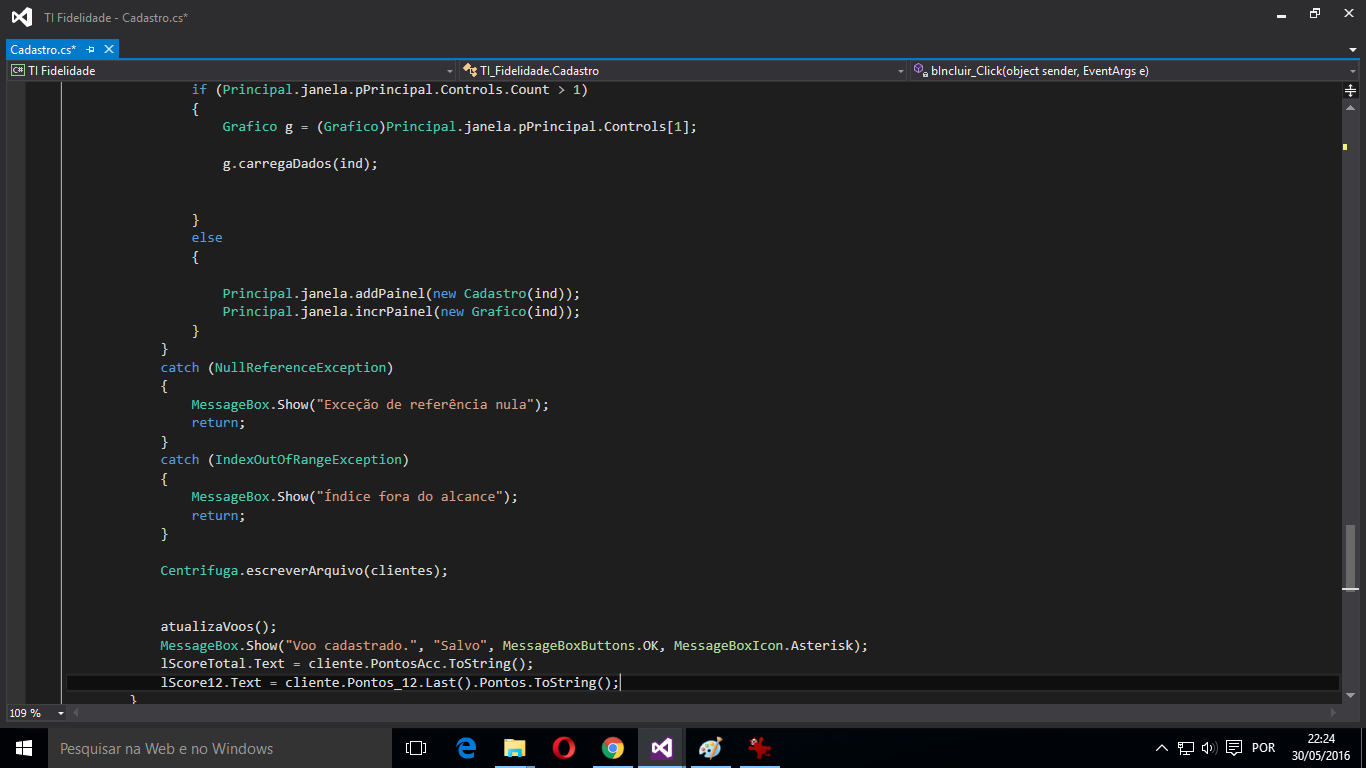 TI Fidelidade - Cadastro.cs*
Cadastro.cs*
C# TI Fidelidade TI_Fidelidade.Cadastro bIncluir_Click(object sender, EventArgs e)
if (Principal.janela.pPrincipal.Controls.Count > 1)
{
Grafico g = (Grafico)Principal.janela.pPrincipal.Controls[1];
g.carregaDados(ind);
}
else
{
Principal.janela.addPainel(new Cadastro(ind));
Principal.janela.incrPainel(new Grafico(ind));
}
}
catch (NullReferenceException)
{
MessageBox.Show("Exceção de referência nula");
return;
}
catch (IndexOutOfRangeException)
{
MessageBox.Show("Índice fora do alcance");
return;
}
Centrifuga.escreverArquivo(clientes);
atualizaVoos();
MessageBox.Show("Voo cadastrado.", "Salvo", MessageBoxButtons.OK, MessageBoxIcon.Asterisk);
lScoreTotal.Text = cliente.PontosAcc.ToString();
lScore12.Text = cliente.Pontos_12.Last().Pontos.ToString();
}
109 %
Pesquisar na Web e no Windows
POR
22:24
30/05/2016